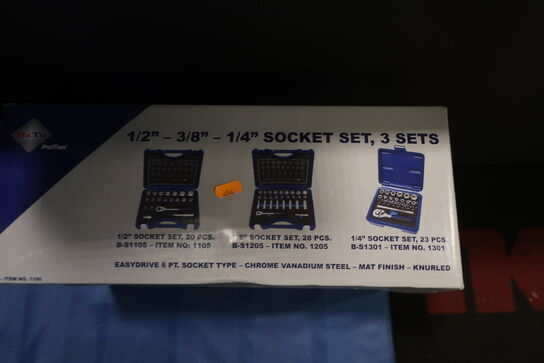 BATO
ProfTool
1/2" – 3/8" – 1/4" SOCKET SET, 3 SETS
1/2" SOCKET SET, 20 PCS.
B-S1105 – ITEM NO: 1105
8" SOCKET SET, 28 PCS.
B-S1205 – ITEM NO. 1205
1/4" SOCKET SET, 23 PCS
B-S1301 – ITEM NO. 1301
EASYDRIVE 6 PT. SOCKET TYPE – CHROME VANADIUM STEEL – MAT FINISH – KNURLED
– ITEM NO: 1100